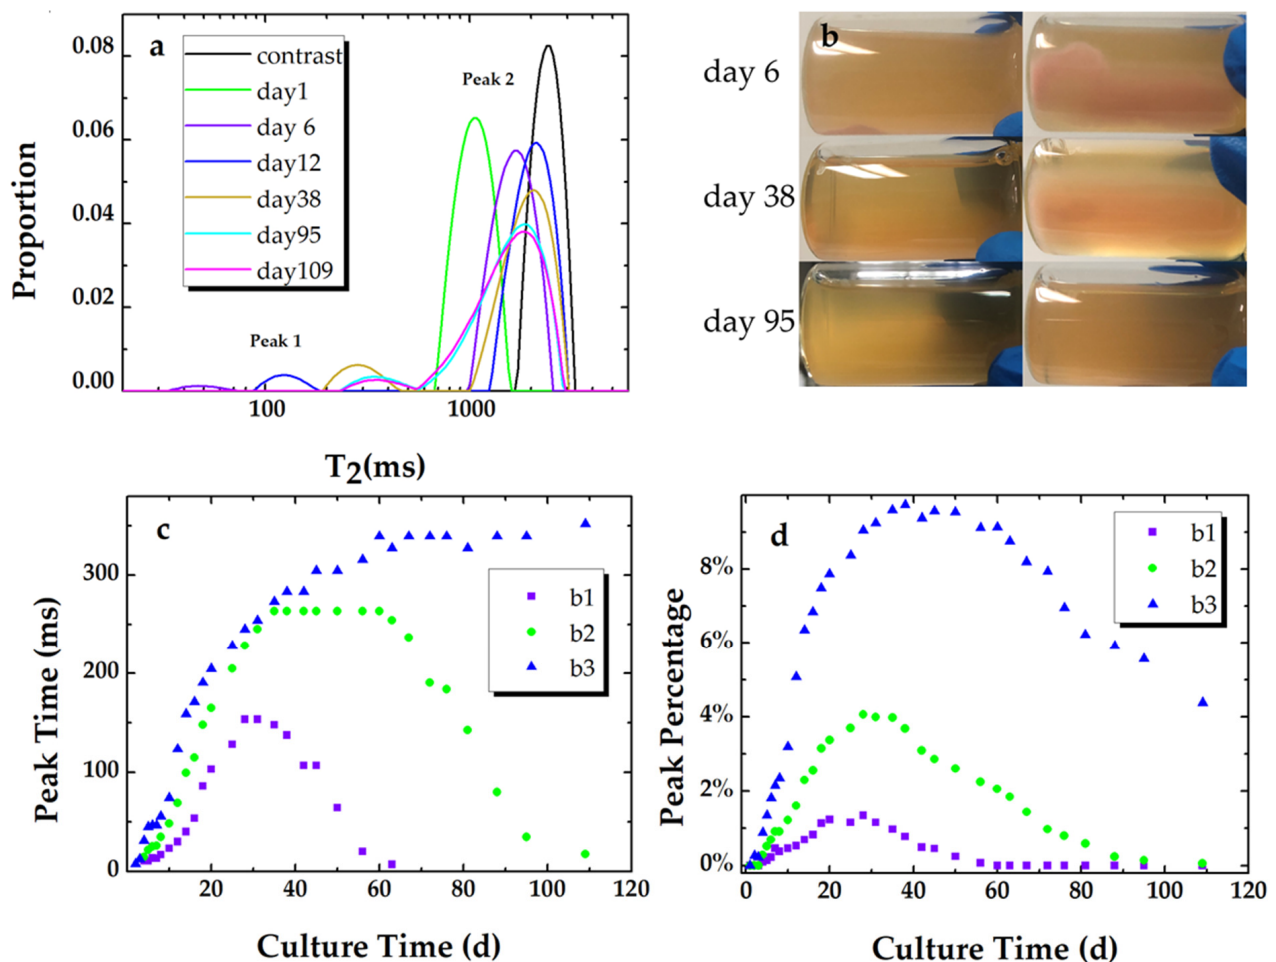 a
contrast
day1
day 6
day12
day38
day95
day109
Peak 1
Peak 2
0.08
0.06
0.04
0.02
0.00
Proportion
100
1000
T2(ms)
b
day 6
day 38
day 95
c
b1
b2
b3
300
200
100
0
Peak Time (ms)
20
40
60
80
100
120
Culture Time (d)
d
b1
b2
b3
8%
6%
4%
2%
0%
Peak Percentage
0
20
40
60
80
100
120
Culture Time (d)